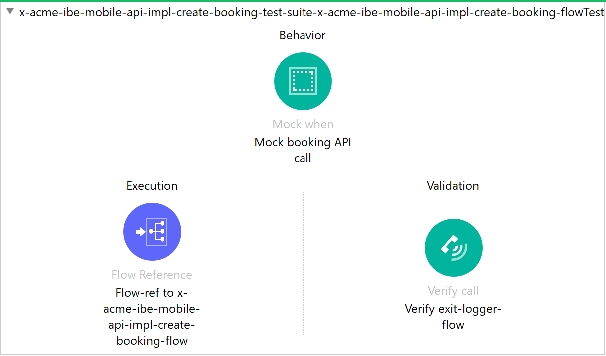 x-acme-ibe-mobile-api-impl-create-booking-test-suite-x-acme-ibe-mobile-api-impl-create-booking-flowTest
Behavior
Mock when
Mock booking API
call
Execution
Validation
Flow Reference
Flow-ref to x-
acme-ibe-mobile-
api-impl-create-
booking-flow
Verify call
Verify exit-logger-
flow